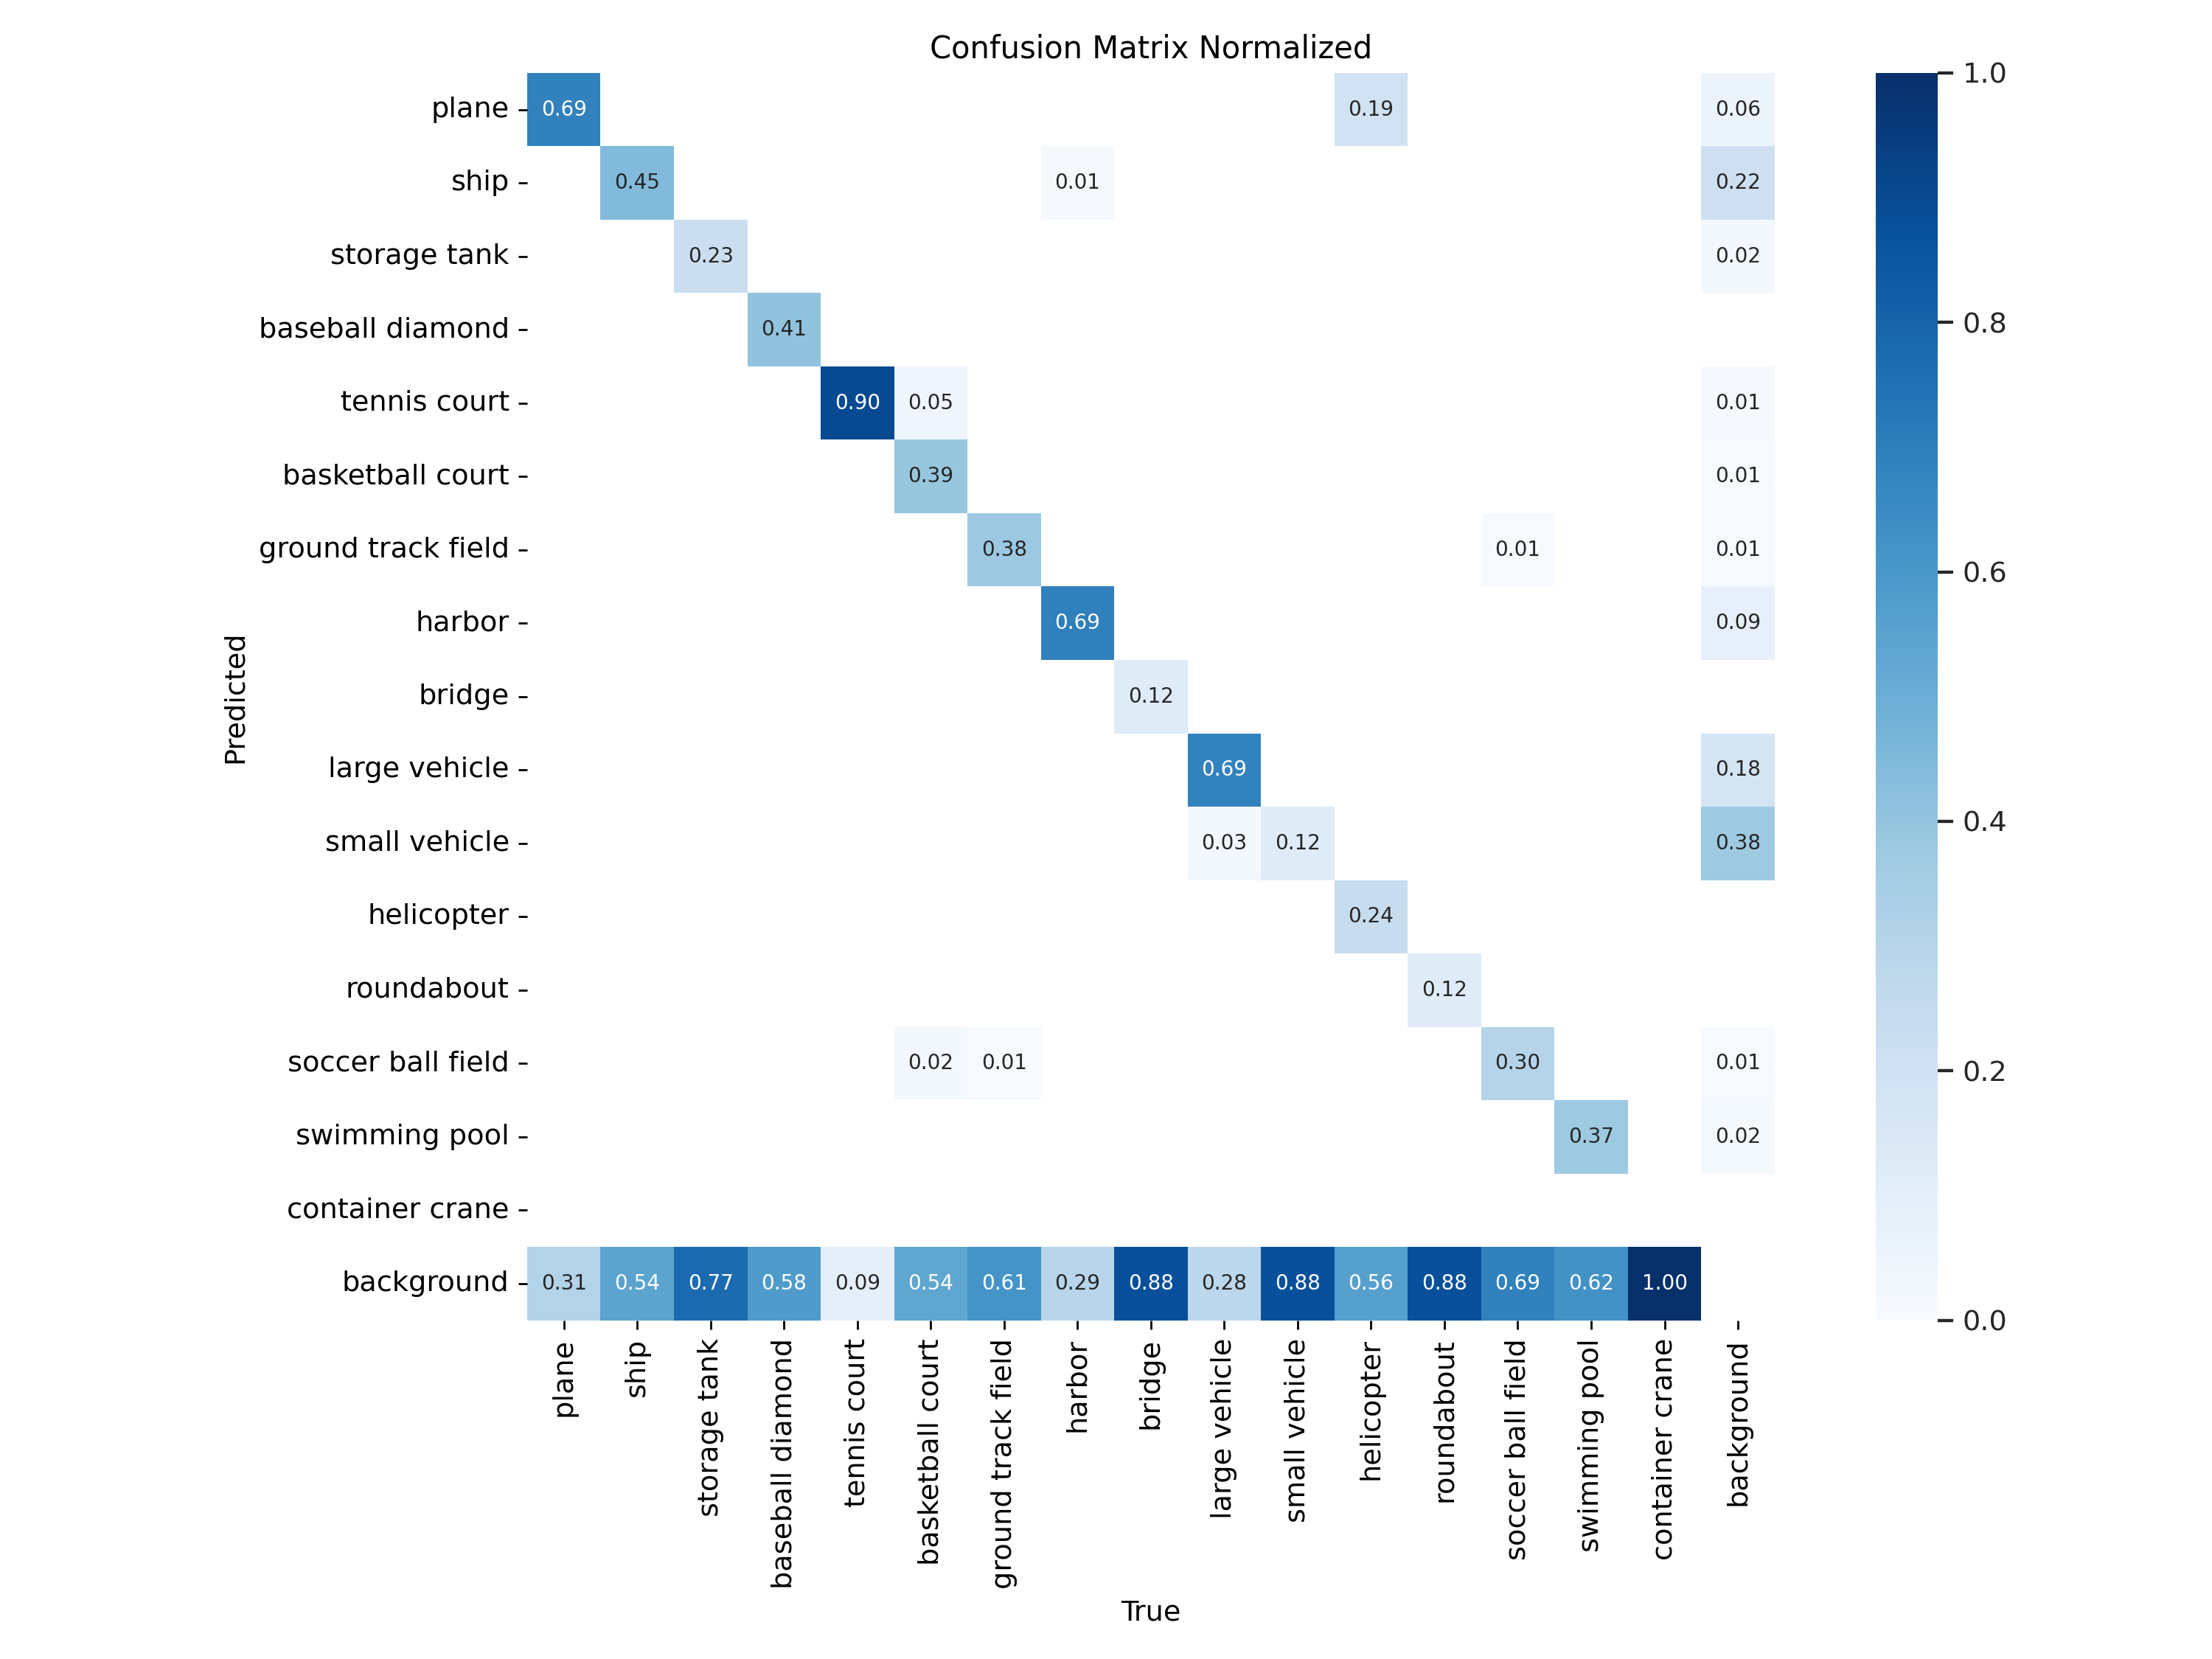 Confusion Matrix Normalized
plane 0.69 0.19 0.06
ship 0.45 0.01 0.22
storage tank 0.23 0.02
baseball diamond 0.41
tennis court 0.90 0.05 0.01
basketball court 0.39 0.01
ground track field 0.38 0.01 0.01
harbor 0.69 0.09
bridge 0.12
large vehicle 0.69 0.18
small vehicle 0.03 0.12 0.38
helicopter 0.24
roundabout 0.12
soccer ball field 0.02 0.01 0.30 0.01
swimming pool 0.37 0.02
container crane
background 0.31 0.54 0.77 0.58 0.09 0.54 0.61 0.29 0.88 0.28 0.88 0.56 0.88 0.69 0.62 1.00
Predicted
plane
ship
storage tank
baseball diamond
tennis court
basketball court
ground track field
harbor
bridge
large vehicle
small vehicle
helicopter
roundabout
soccer ball field
swimming pool
container crane
background
True
1.0
0.8
0.6
0.4
0.2
0.0